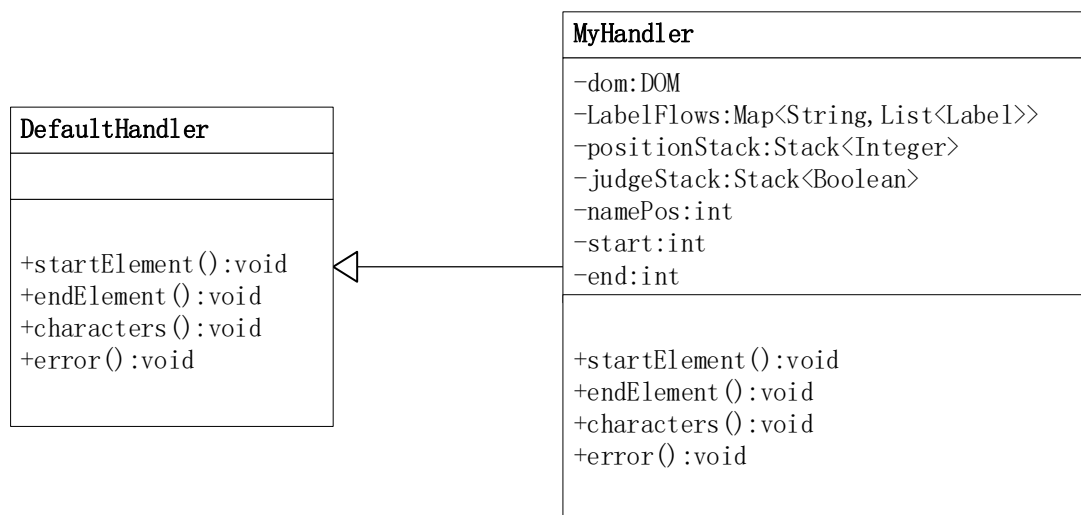 DefaultHandler
+startElement():void
+endElement():void
+characters():void
+error():void
MyHandler
-dom:DOM
-LabelFlows:Map<String,List<Label>>
-positionStack:Stack<Integer>
-judgeStack:Stack<Boolean>
-namePos:int
-start:int
-end:int
+startElement():void
+endElement():void
+characters():void
+error():void